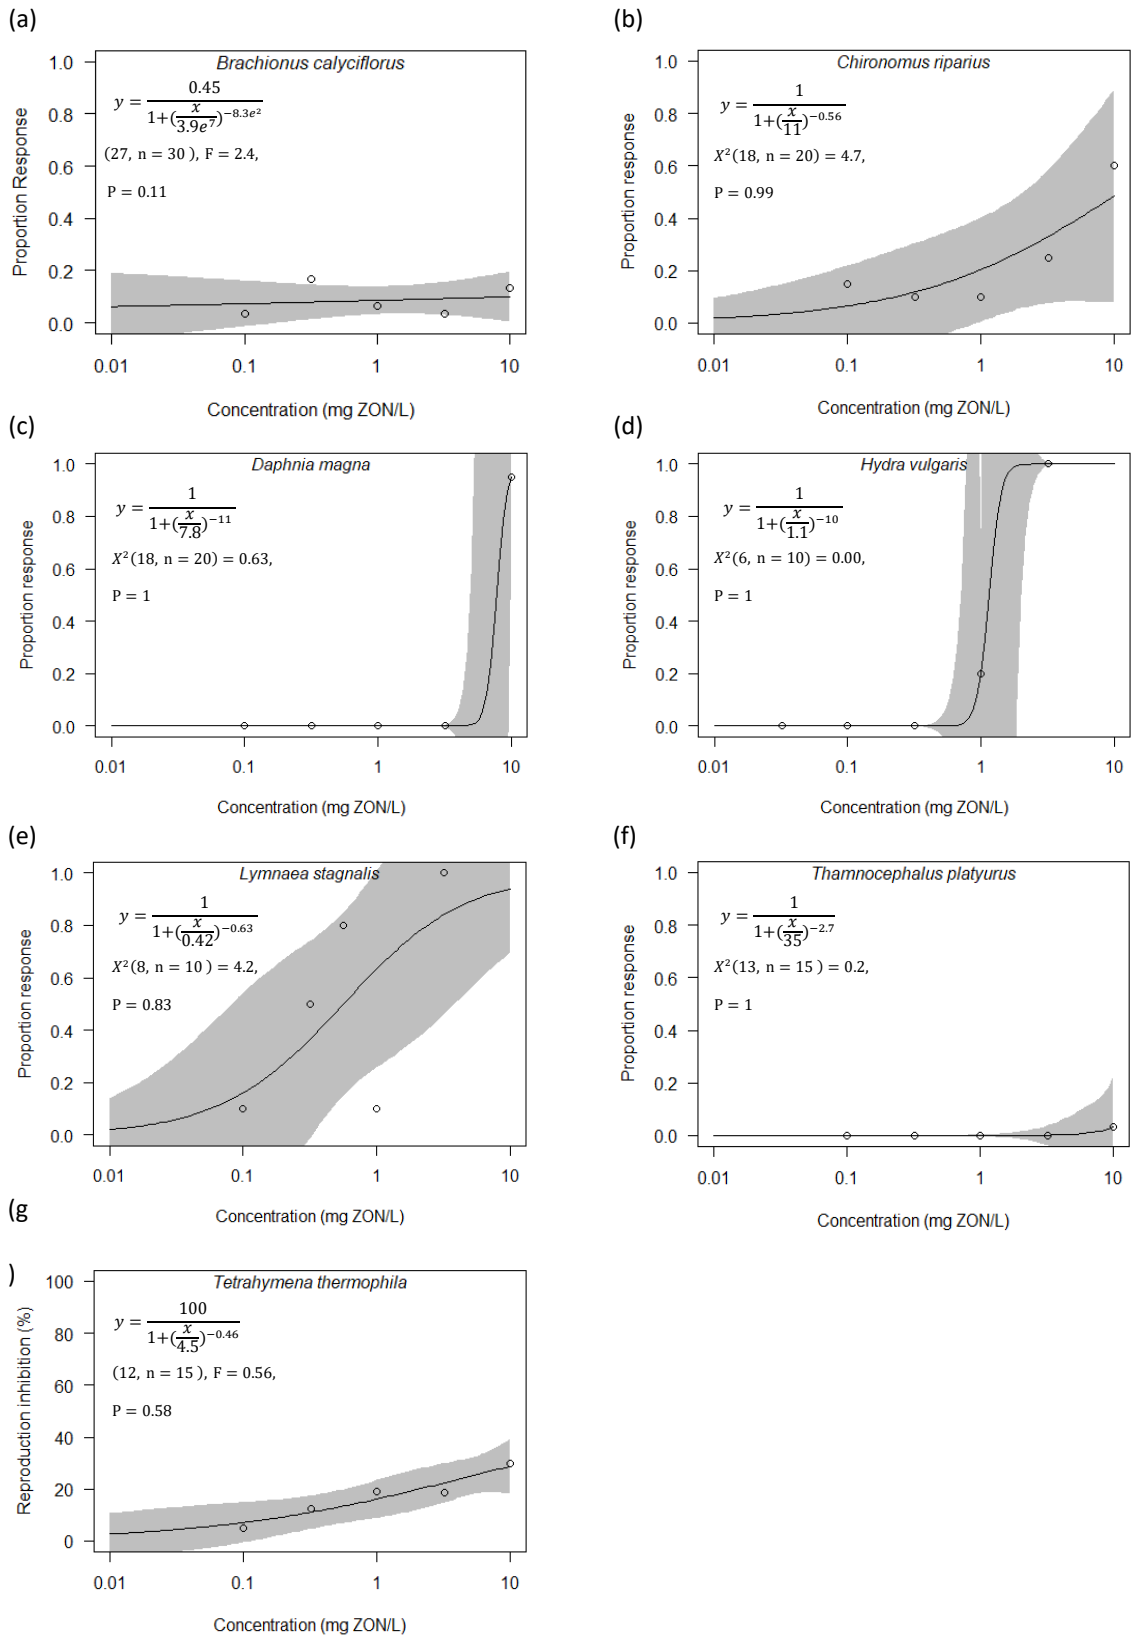 (a)
Brachionus calyciflorus
y = 0.45 / 1+(x/3.9e⁷)^−8.3e²
(27, n = 30 ), F = 2.4,
P = 0.11
Proportion Response
1.0
0.8
0.6
0.4
0.2
0.0
0.01 0.1 1 10
Concentration (mg ZON/L)
(b)
Chironomus riparius
y = 1 / 1+(x/11)^−0.56
X²(18, n = 20) = 4.7,
P = 0.99
Proportion response
1.0
0.8
0.6
0.4
0.2
0.0
0.01 0.1 1 10
Concentration (mg ZON/L)
(c)
Daphnia magna
y = 1 / 1+(x/7.8)^−11
X²(18, n = 20) = 0.63,
P = 1
Proportion response
1.0
0.8
0.6
0.4
0.2
0.0
0.01 0.1 1 10
Concentration (mg ZON/L)
(d)
Hydra vulgaris
y = 1 / 1+(x/1.1)^−10
X²(6, n = 10) = 0.00,
P = 1
Proportion response
1.0
0.8
0.6
0.4
0.2
0.0
0.01 0.1 1 10
Concentration (mg ZON/L)
(e)
Lymnaea stagnalis
y = 1 / 1+(x/0.42)^−0.63
X²(8, n = 10 ) = 4.2,
P = 0.83
Proportion response
1.0
0.8
0.6
0.4
0.2
0.0
0.01 0.1 1 10
Concentration (mg ZON/L)
(f)
Thamnocephalus platyurus
y = 1 / 1+(x/35)^−2.7
X²(13, n = 15 ) = 0.2,
P = 1
Proportion response
1.0
0.8
0.6
0.4
0.2
0.0
0.01 0.1 1 10
Concentration (mg ZON/L)
(g
)
Tetrahymena thermophila
y = 100 / 1+(x/4.5)^−0.46
(12, n = 15 ), F = 0.56,
P = 0.58
Reproduction inhibition (%)
100
80
60
40
20
0
0.01 0.1 1 10
Concentration (mg ZON/L)